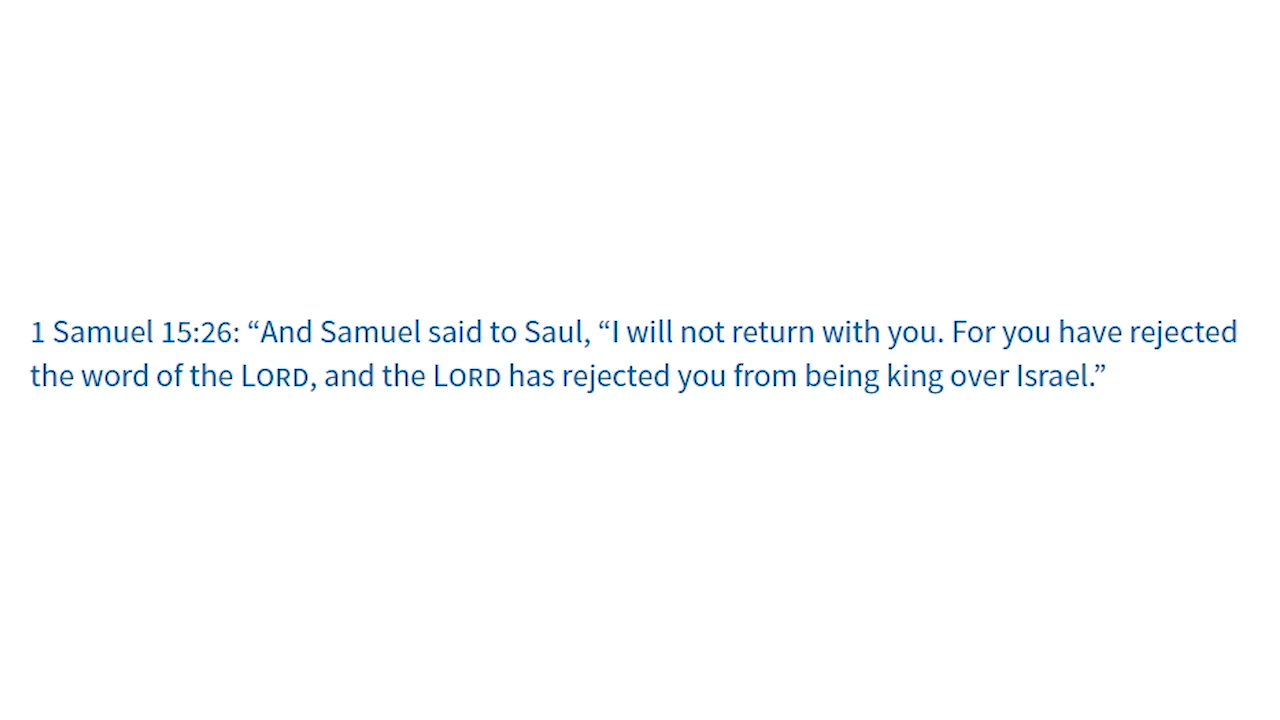 1 Samuel 15:26: “And Samuel said to Saul, “I will not return with you. For you have rejected
the word of the LORD, and the LORD has rejected you from being king over Israel.”